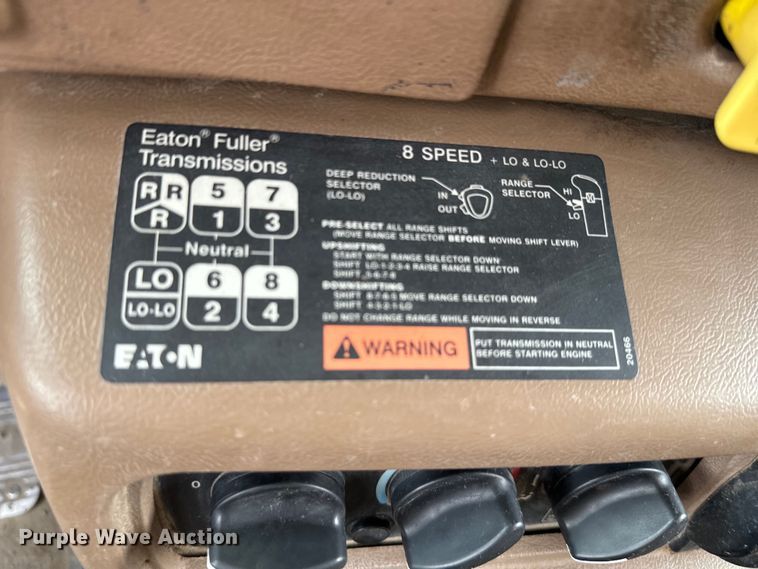 Eaton® Fuller®
Transmissions
8 SPEED + LO & LO-LO
DEEP REDUCTION
SELECTOR
(LO-LO)
IN
OUT
RANGE
SELECTOR
HI
LO
R R 5 7
R 1 3
Neutral
LO 6 8
LO-LO 2 4
PRE-SELECT ALL RANGE SHIFTS
(MOVE RANGE SELECTOR BEFORE MOVING SHIFT LEVER)
UPSHIFTING
START WITH RANGE SELECTOR DOWN
SHIFT LO-1-2-3-4 RAISE RANGE SELECTOR
SHIFT 5-6-7-8
DOWNSHIFTING
SHIFT 8-7-6-5 MOVE RANGE SELECTOR DOWN
SHIFT 4-3-2-1-LO
DO NOT CHANGE RANGE WHILE MOVING IN REVERSE
EATON
WARNING
PUT TRANSMISSION IN NEUTRAL
BEFORE STARTING ENGINE
20466
O
Purple Wave Auction®